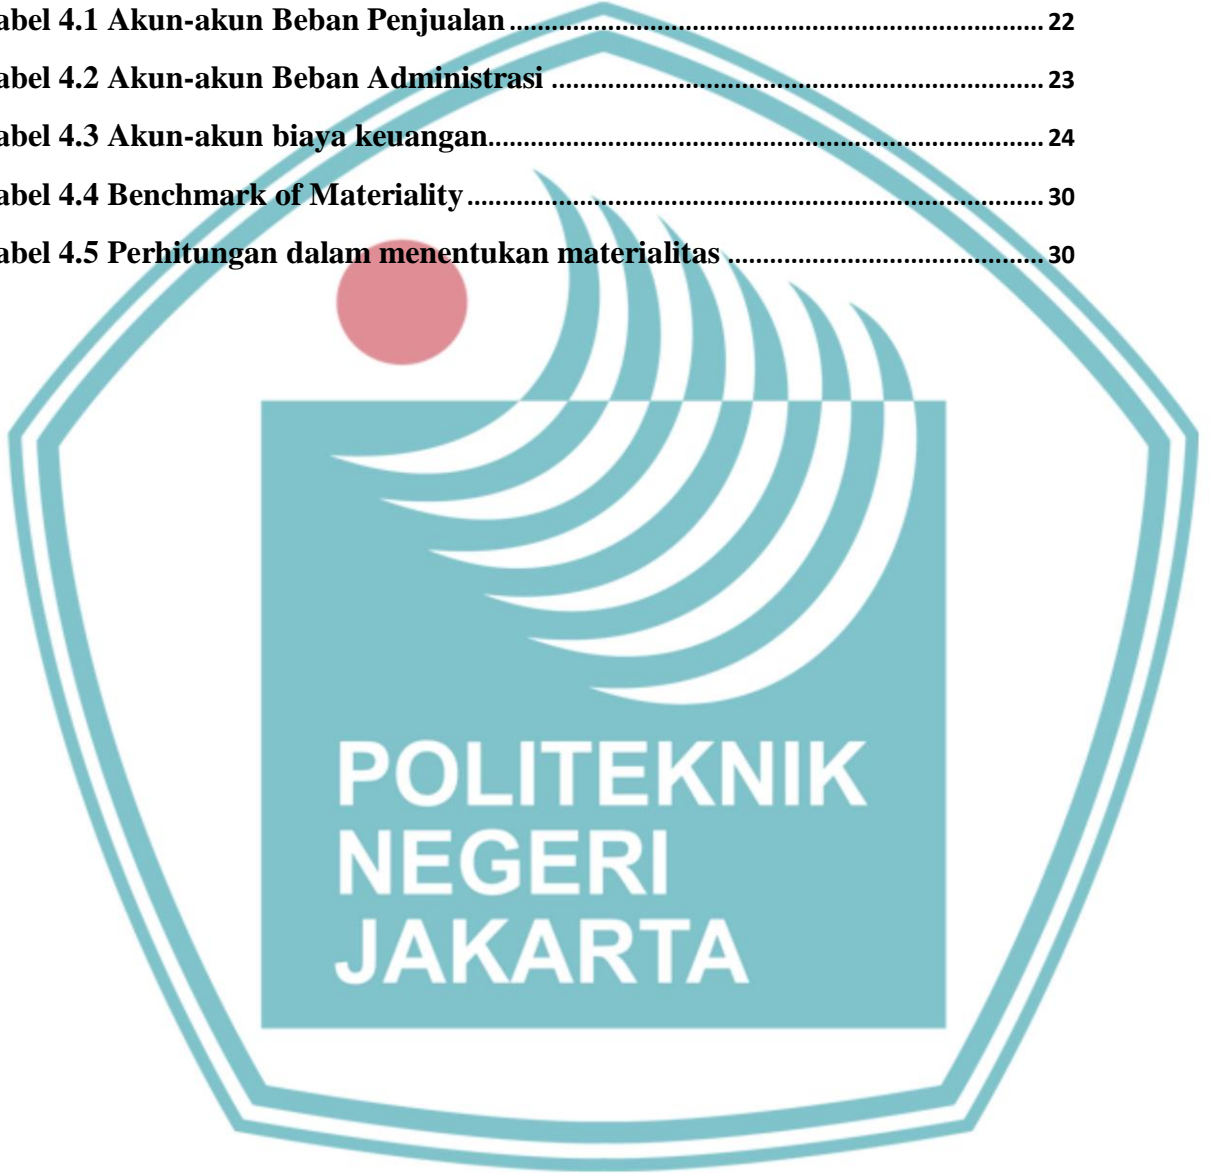 abel 4.1 Akun-akun Beban Penjualan........................................................................... 22
abel 4.2 Akun-akun Beban Administrasi ..................................................................... 23
abel 4.3 Akun-akun biaya keuangan.............................................................................. 24
abel 4.4 Benchmark of Materiality................................................................................. 30
abel 4.5 Perhitungan dalam menentukan materialitas ............................................ 30
POLITEKNIK
NEGERI
JAKARTA